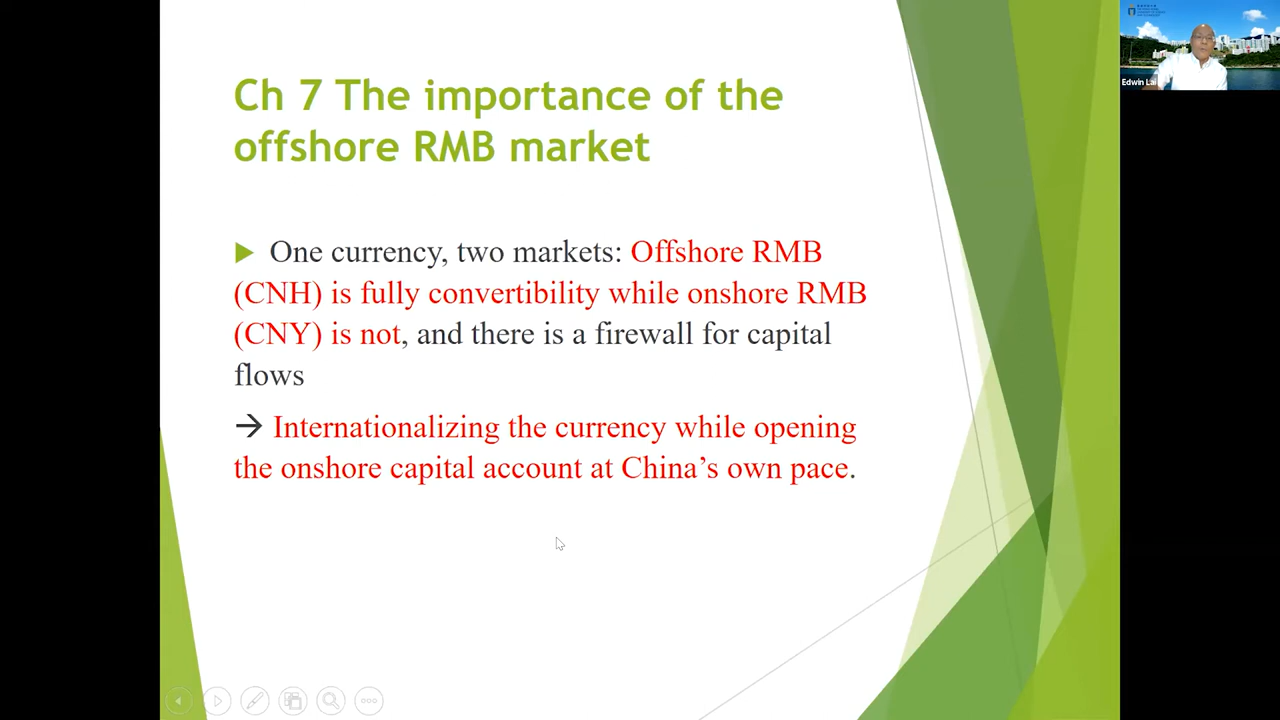 Ch 7 The importance of the
offshore RMB market
One currency, two markets: Offshore RMB
(CNH) is fully convertibility while onshore RMB
(CNY) is not, and there is a firewall for capital
flows
→ Internationalizing the currency while opening
the onshore capital account at China’s own pace.
Edwin Lai